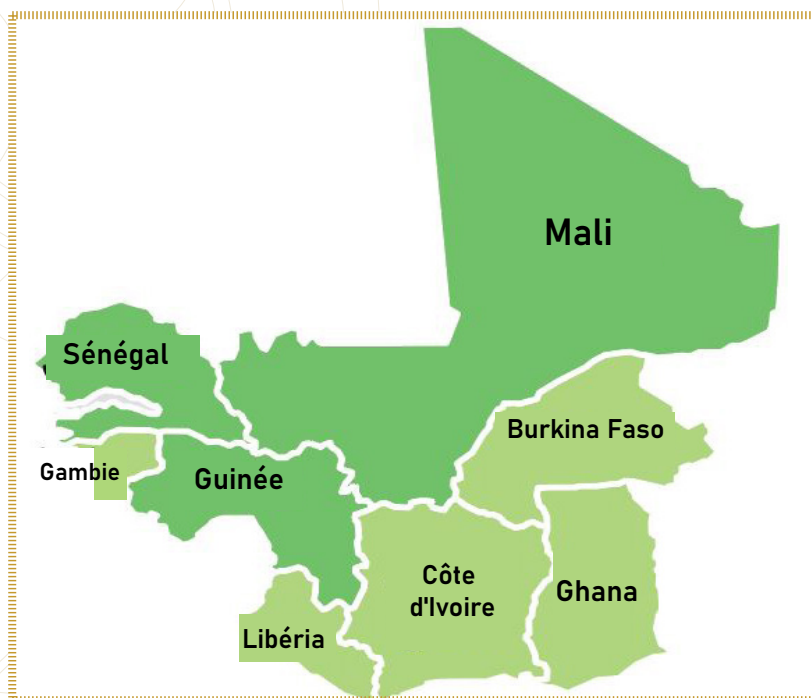 Mali
Sénégal
Burkina Faso
Gambie
Guinée
Côte
d'Ivoire
Ghana
Libéria